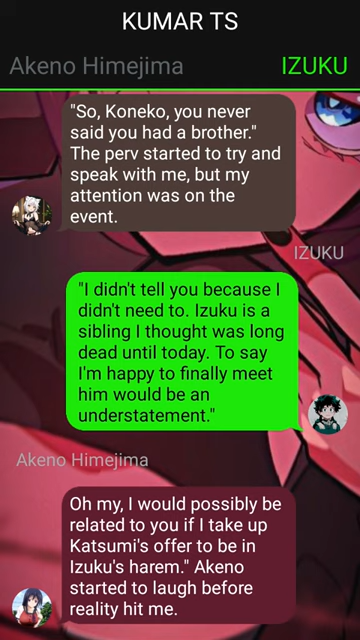 KUMAR TS
Akeno Himejima
IZUKU
"So, Koneko, you never
said you had a brother."
The perv started to try and
speak with me, but my
attention was on the
event.
IZUKU
"I didn't tell you because I
didn't need to. Izuku is a
sibling I thought was long
dead until today. To say
I'm happy to finally meet
him would be an
understatement."
Akeno Himejima
Oh my, I would possibly be
related to you if I take up
Katsumi's offer to be in
Izuku's harem." Akeno
started to laugh before
reality hit me.